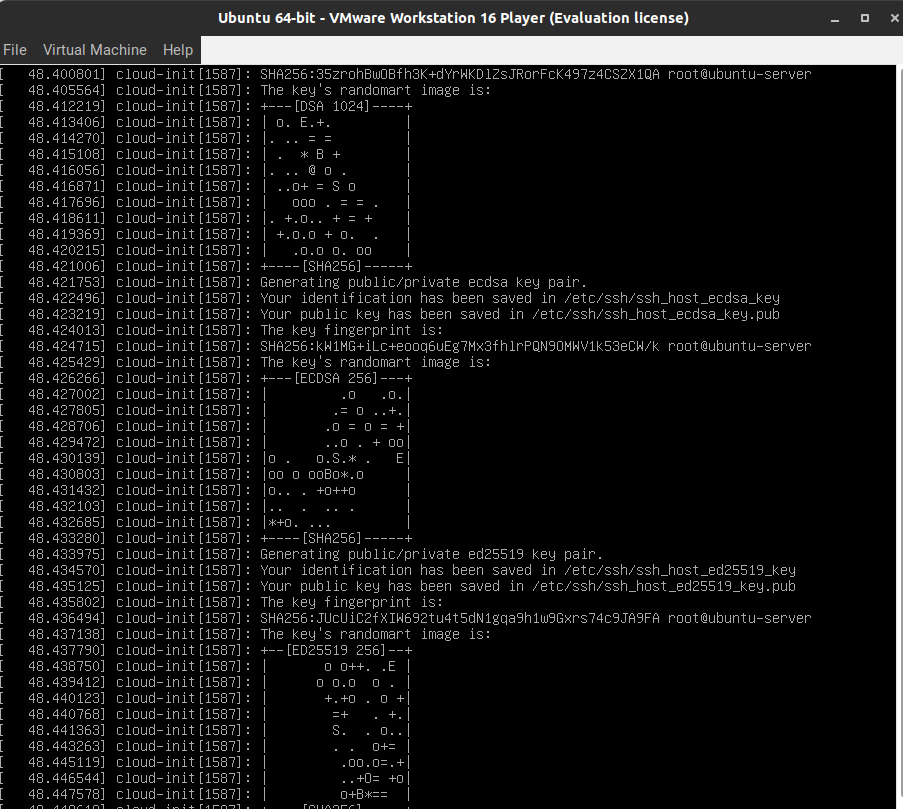 Ubuntu 64-bit - VMware Workstation 16 Player (Evaluation license)
File Virtual Machine Help
[   48.400801] cloud-init[1587]: SHA256:35zrohBwOBfh3K+dYrWKDlZsJRorFcK497z4CSZX1QA root@ubuntu-server
[   48.405564] cloud-init[1587]: The key's randomart image is:
[   48.412219] cloud-init[1587]: +---[DSA 1024]----+
[   48.413406] cloud-init[1587]: | o. E.+.         |
[   48.414270] cloud-init[1587]: |. .. = =         |
[   48.415108] cloud-init[1587]: | .  * B +        |
[   48.416056] cloud-init[1587]: |. .. @ o .       |
[   48.416871] cloud-init[1587]: | ..o+ = S o      |
[   48.417696] cloud-init[1587]: |   ooo . = = .   |
[   48.418611] cloud-init[1587]: |. +.o.. + = +    |
[   48.419369] cloud-init[1587]: | +.o.o + o.  .   |
[   48.420215] cloud-init[1587]: |   .o.o o. oo    |
[   48.421006] cloud-init[1587]: +----[SHA256]-----+
[   48.421753] cloud-init[1587]: Generating public/private ecdsa key pair.
[   48.422496] cloud-init[1587]: Your identification has been saved in /etc/ssh/ssh_host_ecdsa_key
[   48.423219] cloud-init[1587]: Your public key has been saved in /etc/ssh/ssh_host_ecdsa_key.pub
[   48.424013] cloud-init[1587]: The key fingerprint is:
[   48.424715] cloud-init[1587]: SHA256:kW1MG+iLc+eooq6uEg7Mx3fhlrPQN9OMWV1k53eCW/k root@ubuntu-server
[   48.425429] cloud-init[1587]: The key's randomart image is:
[   48.426266] cloud-init[1587]: +---[ECDSA 256]---+
[   48.427002] cloud-init[1587]: |         .o   .o.|
[   48.427805] cloud-init[1587]: |        .= o ..+.|
[   48.428706] cloud-init[1587]: |       .o = o = +|
[   48.429472] cloud-init[1587]: |       ..o . + oo|
[   48.430139] cloud-init[1587]: |o .   o.S.* .   E|
[   48.430803] cloud-init[1587]: |oo o ooBo*.o     |
[   48.431432] cloud-init[1587]: |o.. . +o++o      |
[   48.432103] cloud-init[1587]: |..  .  .. .      |
[   48.432685] cloud-init[1587]: |*+o. ...         |
[   48.433280] cloud-init[1587]: +----[SHA256]-----+
[   48.433975] cloud-init[1587]: Generating public/private ed25519 key pair.
[   48.434570] cloud-init[1587]: Your identification has been saved in /etc/ssh/ssh_host_ed25519_key
[   48.435125] cloud-init[1587]: Your public key has been saved in /etc/ssh/ssh_host_ed25519_key.pub
[   48.435802] cloud-init[1587]: The key fingerprint is:
[   48.436494] cloud-init[1587]: SHA256:JUcUiC2fXIW692tu4t5dN1gqa9h1w9Gxrs74c9JA9FA root@ubuntu-server
[   48.437138] cloud-init[1587]: The key's randomart image is:
[   48.437790] cloud-init[1587]: +--[ED25519 256]--+
[   48.438750] cloud-init[1587]: |       o o++. .E |
[   48.439412] cloud-init[1587]: |      o o.o  o . |
[   48.440123] cloud-init[1587]: |       +.+o . o +|
[   48.440768] cloud-init[1587]: |        =+   . +.|
[   48.441363] cloud-init[1587]: |        S.  . o..|
[   48.443263] cloud-init[1587]: |        . .  o+= |
[   48.445119] cloud-init[1587]: |         .oo.o=.+|
[   48.446544] cloud-init[1587]: |         ..+O= +o|
[   48.447578] cloud-init[1587]: |         o+B*==  |